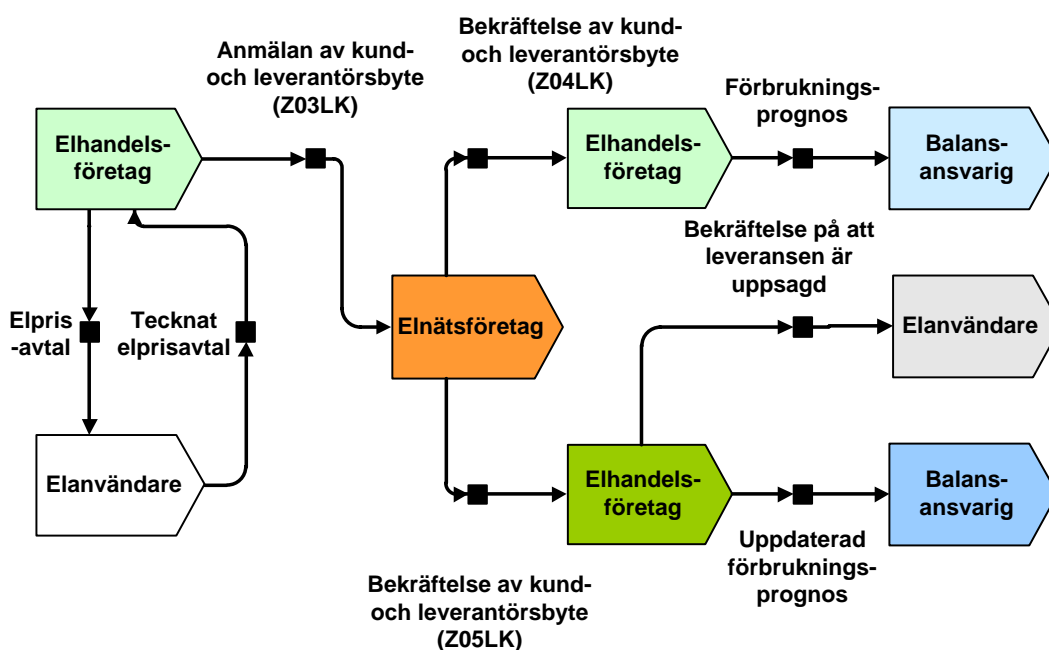 Anmälan av kund-
och leverantörsbyte
(Z03LK)
Bekräftelse av kund-
och leverantörsbyte
(Z04LK)
Förbruknings-
prognos
Elhandels-
företag
Elhandels-
företag
Balans-
ansvarig
Bekräftelse på att
leveransen är
uppsagd
Elpris
-avtal
Tecknat
elprisavtal
Elnätsföretag
Elanvändare
Elanvändare
Elhandels-
företag
Balans-
ansvarig
Uppdaterad
förbruknings-
prognos
Bekräftelse av kund-
och leverantörsbyte
(Z05LK)